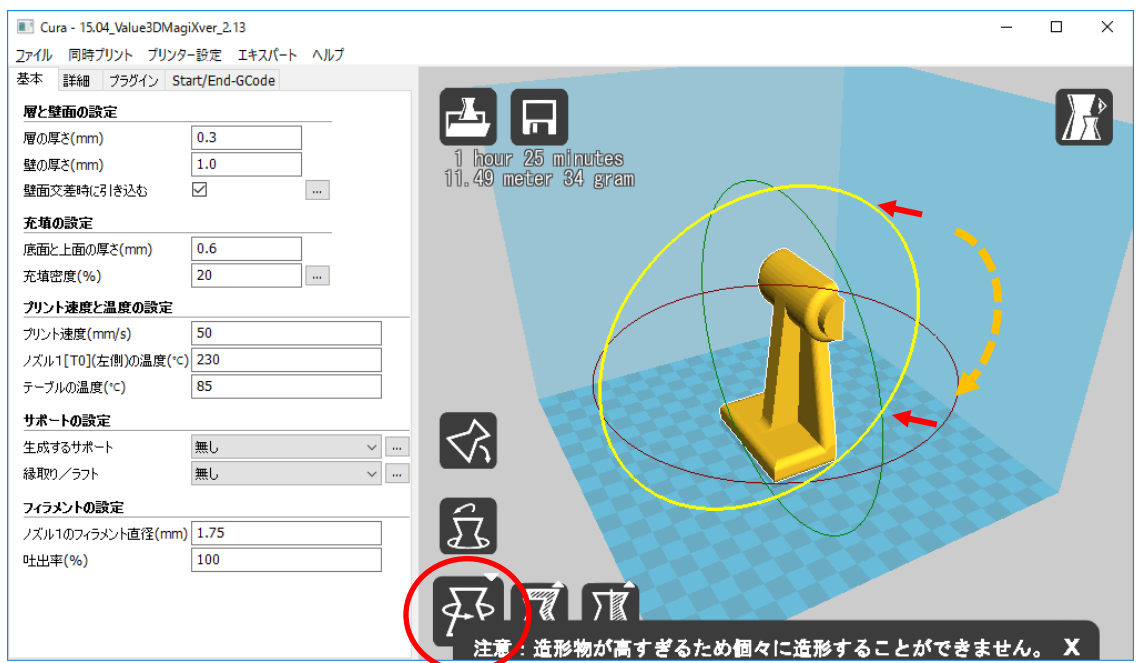 Cura - 15.04_Value3DMagiXver_2.13
ファイル 同時プリント プリンター設定 エキスパート ヘルプ
基本 詳細 プラグイン Start/End-GCode
層と壁面の設定
層の厚さ(mm) 0.3
壁の厚さ(mm) 1.0
壁面交差時に引き込む ...
充填の設定
底面と上面の厚さ(mm) 0.6
充填密度(%) 20 ...
プリント速度と温度の設定
プリント速度(mm/s) 50
ノズル1[T0](左側)の温度(℃) 230
テーブルの温度(℃) 85
サポートの設定
生成するサポート 無し ...
縁取り／ラフト 無し ...
フィラメントの設定
ノズル1のフィラメント直径(mm) 1.75
吐出率(%) 100
1 hour 25 minutes
11.49 meter 34 gram
注意：造形物が高すぎるため個々に造形することができません。 X